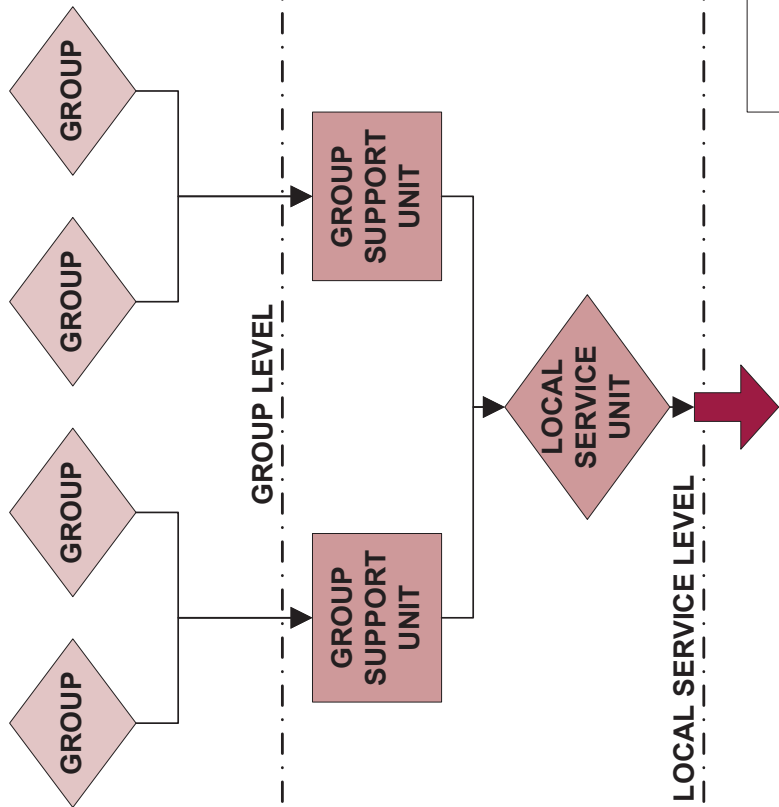 GROUP
GROUP
GROUP
GROUP
GROUP LEVEL
GROUP
SUPPORT
UNIT
GROUP
SUPPORT
UNIT
LOCAL
SERVICE
UNIT
LOCAL SERVICE LEVEL